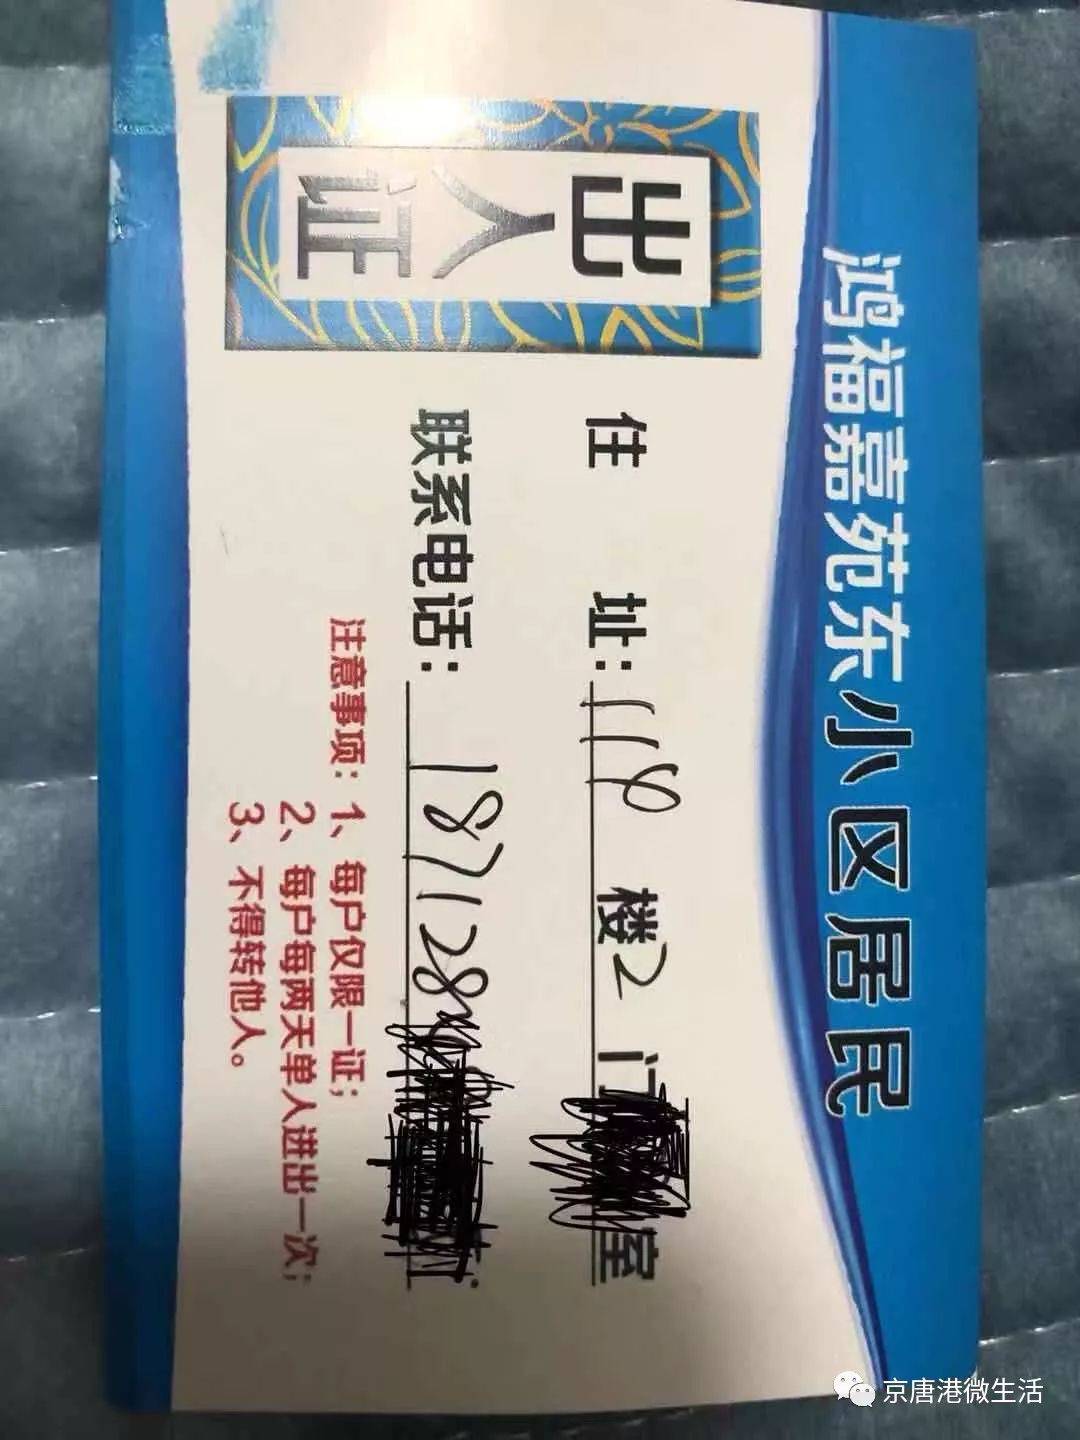 鸿福嘉苑东小区居民
出入证
住 址：119 楼 2 门 室
联系电话：187128
注意事项：1、每户仅限一证；
2、每户每两天单人进出一次；
3、不得转他人。
京唐港微生活